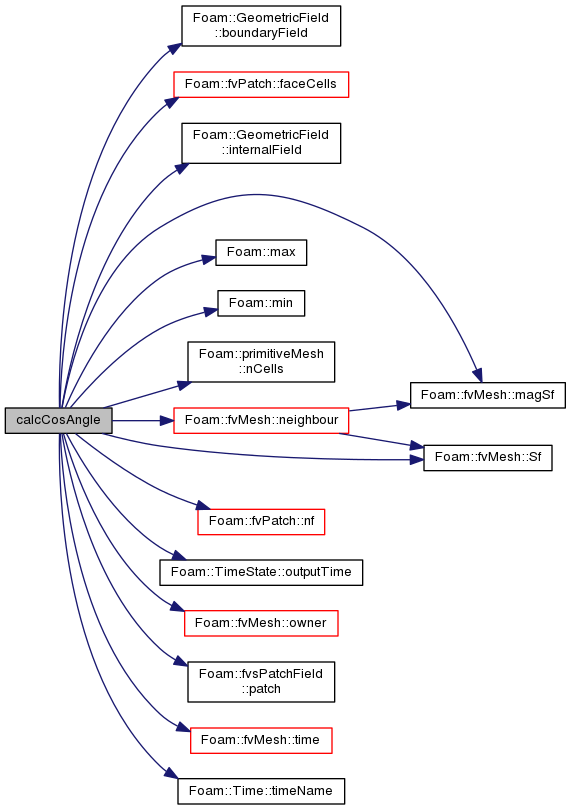 Foam::GeometricField
::boundaryField
Foam::fvPatch::faceCells
Foam::GeometricField
::internalField
Foam::max
Foam::min
Foam::primitiveMesh
::nCells
Foam::fvMesh::magSf
calcCosAngle
Foam::fvMesh::neighbour
Foam::fvMesh::Sf
Foam::fvPatch::nf
Foam::TimeState::outputTime
Foam::fvMesh::owner
Foam::fvsPatchField
::patch
Foam::fvMesh::time
Foam::Time::timeName